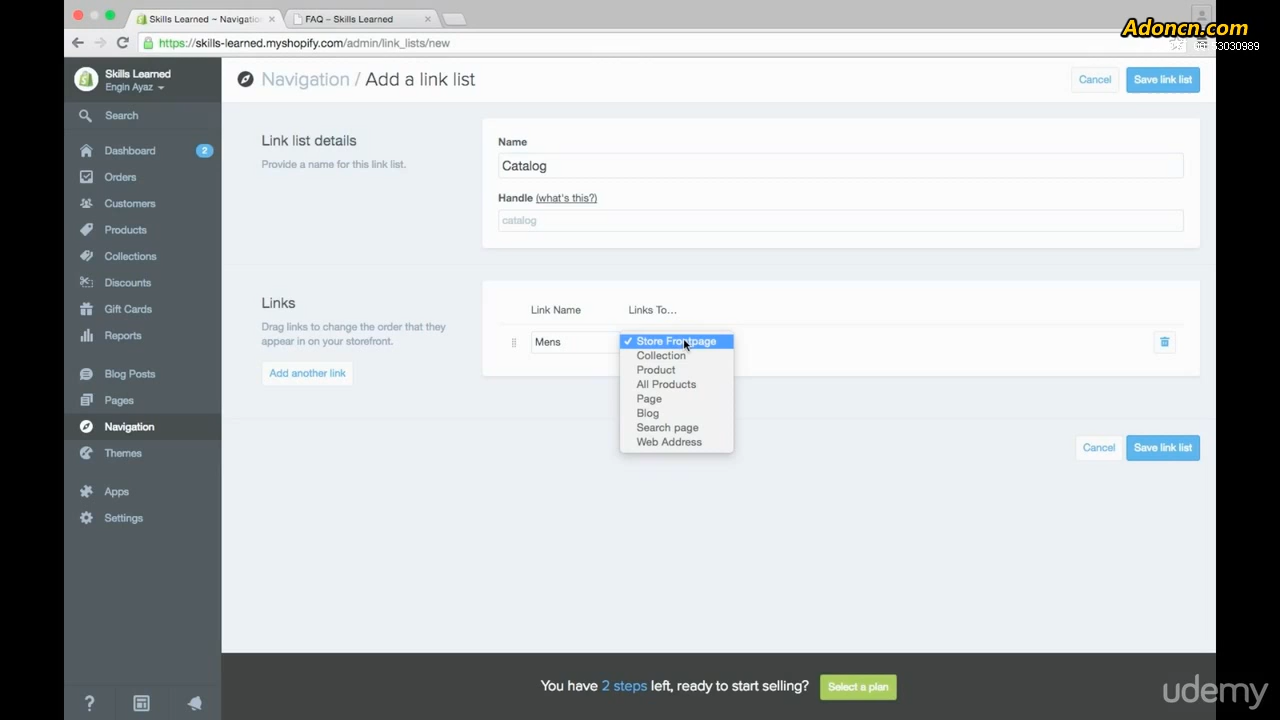 Skills Learned ~ Navigatio
FAQ – Skills Learned
Adoncn.com
53030989
https://skills-learned.myshopify.com/admin/link_lists/new
Skills Learned
Engin Ayaz
Navigation / Add a link list
Cancel
Save link list
Search
Dashboard
2
Orders
Customers
Products
Collections
Discounts
Gift Cards
Reports
Blog Posts
Pages
Navigation
Themes
Apps
Settings
Link list details
Provide a name for this link list.
Name
Catalog
Handle (what's this?)
catalog
Links
Drag links to change the order that they
appear in on your storefront.
Add another link
Link Name
Links To…
Mens
✓ Store Frontpage
Collection
Product
All Products
Page
Blog
Search page
Web Address
Cancel
Save link list
You have 2 steps left, ready to start selling?
Select a plan
?
udemy